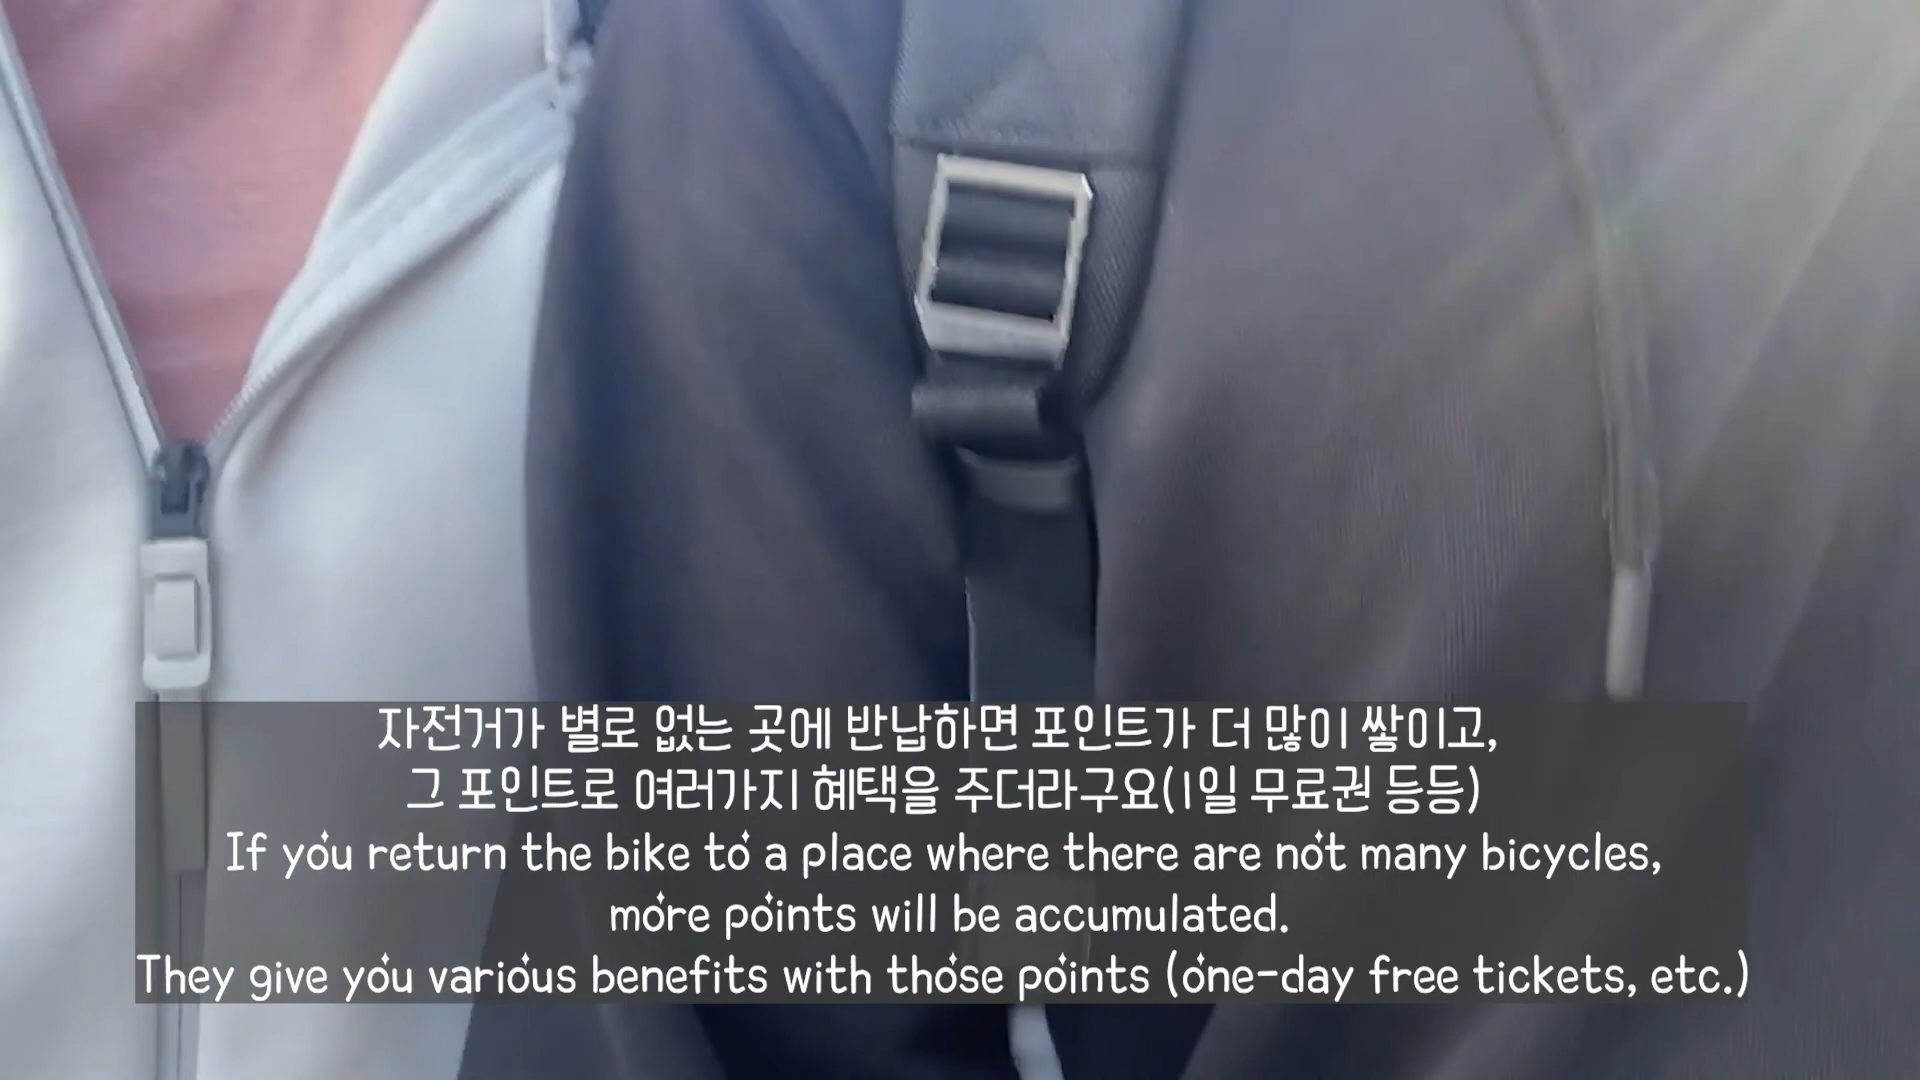 자전거가 별로 없는 곳에 반납하면 포인트가 더 많이 쌓이고,
그 포인트로 여러가지 혜택을 주더라구요(1일 무료권 등등)
If you return the bike to a place where there are not many bicycles,
more points will be accumulated.
They give you various benefits with those points (one-day free tickets, etc.)